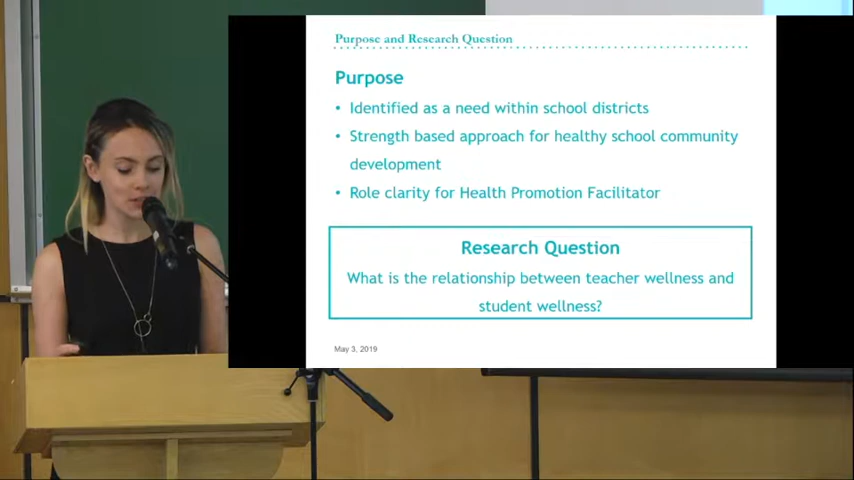 Purpose and Research Question
Purpose
• Identified as a need within school districts
• Strength based approach for healthy school community
development
• Role clarity for Health Promotion Facilitator
Research Question
What is the relationship between teacher wellness and
student wellness?
May 3, 2019